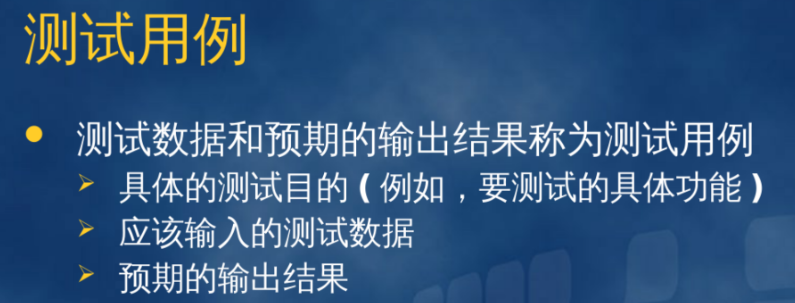 测试用例
测试数据和预期的输出结果称为测试用例
具体的测试目的 ( 例如，要测试的具体功能 )
应该输入的测试数据
预期的输出结果